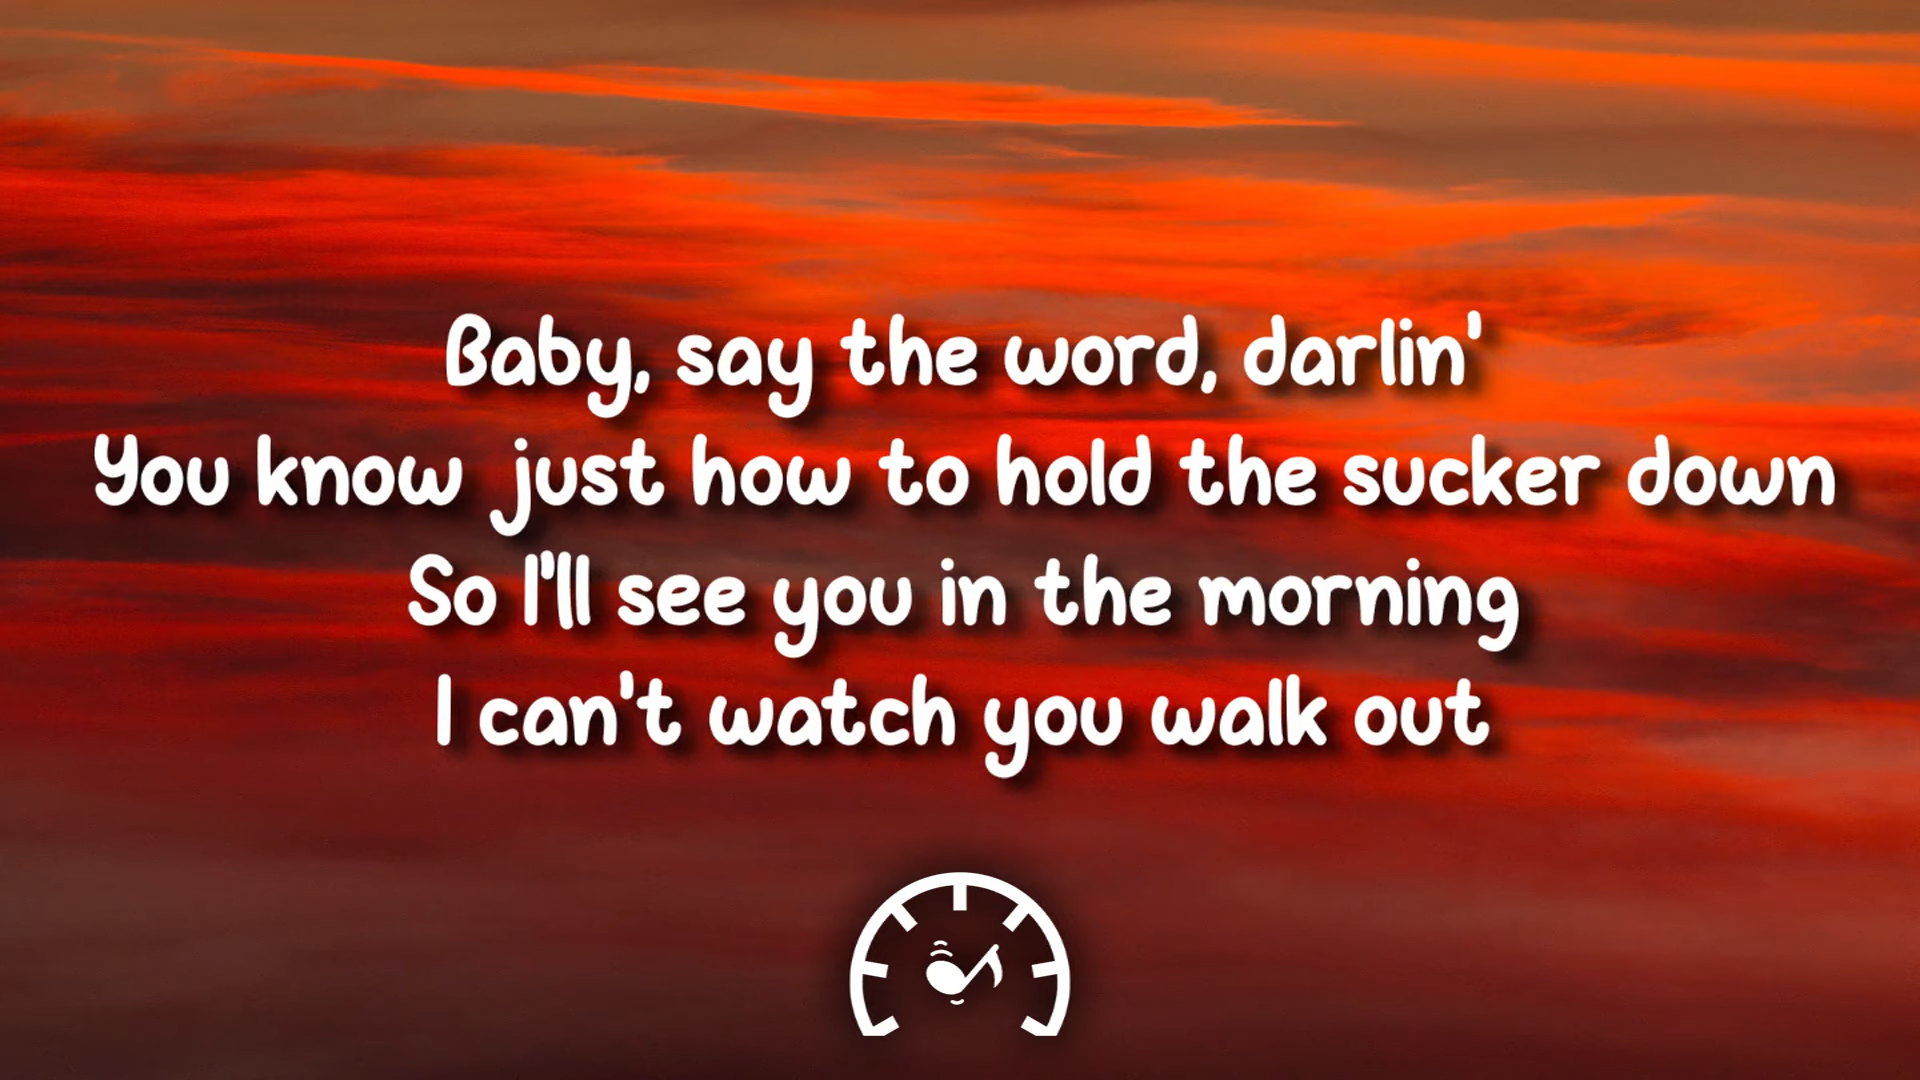 Baby, say the word, darlin'
You know just how to hold the sucker down
So I'll see you in the morning
I can't watch you walk out